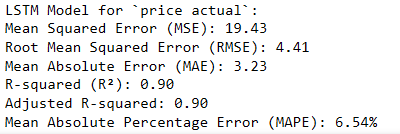 LSTM Model for `price actual`:
Mean Squared Error (MSE): 19.43
Root Mean Squared Error (RMSE): 4.41
Mean Absolute Error (MAE): 3.23
R-squared (R²): 0.90
Adjusted R-squared: 0.90
Mean Absolute Percentage Error (MAPE): 6.54%